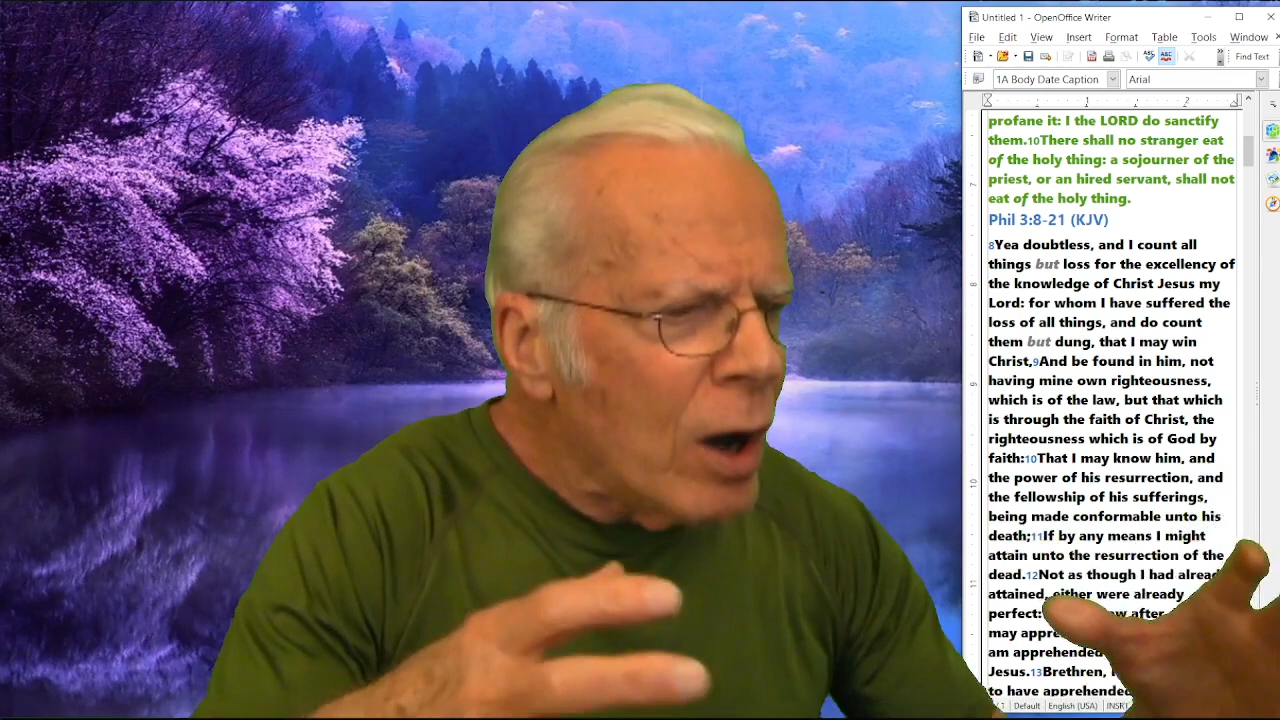 Untitled 1 - OpenOffice Writer
File Edit View Insert Format Table Tools Window
Find Text
1A Body Date Caption Arial
1 2
profane it: I the LORD do sanctify
them.10There shall no stranger eat
of the holy thing: a sojourner of the
priest, or an hired servant, shall not
eat of the holy thing.
Phil 3:8-21 (KJV)
8Yea doubtless, and I count all
things but loss for the excellency of
the knowledge of Christ Jesus my
Lord: for whom I have suffered the
loss of all things, and do count
them but dung, that I may win
Christ,9And be found in him, not
having mine own righteousness,
which is of the law, but that which
is through the faith of Christ, the
righteousness which is of God by
faith:10That I may know him, and
the power of his resurrection, and
the fellowship of his sufferings,
being made conformable unto his
death;11If by any means I might
attain unto the resurrection of the
dead.12Not as though I had
attained, either were already
perfect: after
may
am apprehended
Jesus.13Brethren,
to have apprehended
Default English (USA) INSRT